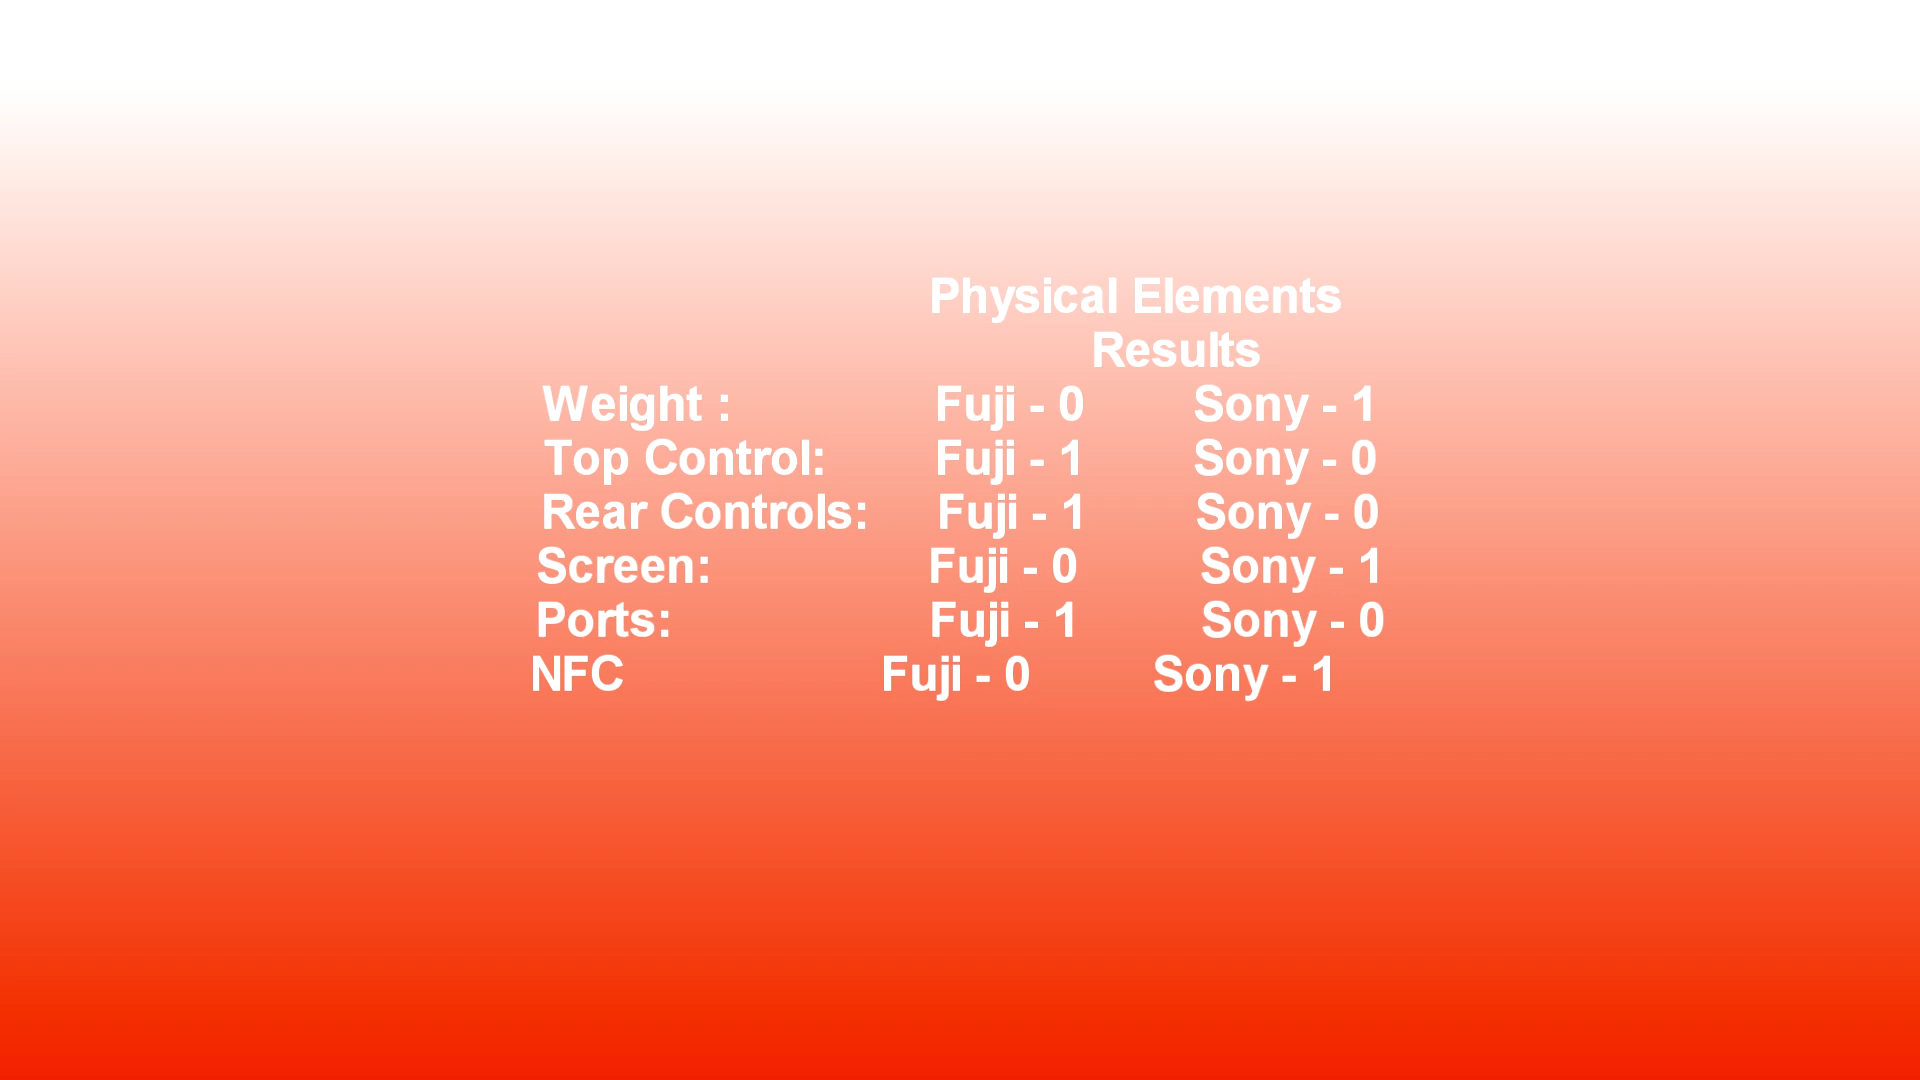 Physical Elements
Results
Weight : Fuji - 0 Sony - 1
Top Control: Fuji - 1 Sony - 0
Rear Controls: Fuji - 1 Sony - 0
Screen: Fuji - 0 Sony - 1
Ports: Fuji - 1 Sony - 0
NFC Fuji - 0 Sony - 1